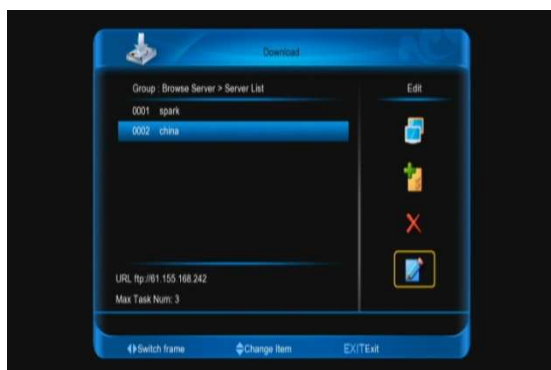 Download
Group : Browse Server > Server List
Edit
0001 spark
0002 china
URL ftp://61.155.168.242
Max Task Num: 3
Switch frame
Change Item
EXIT Exit